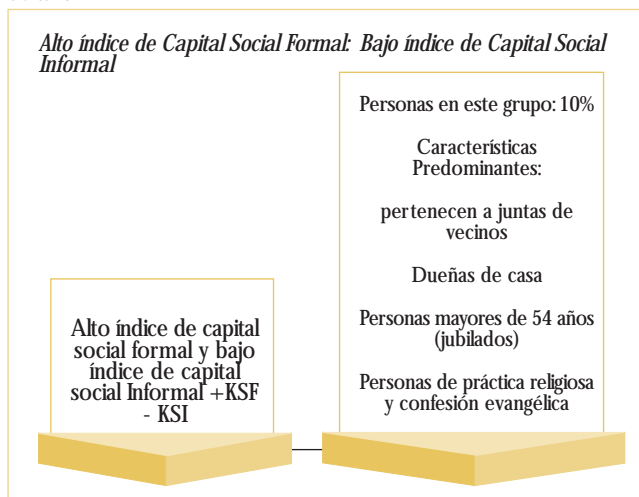 Alto índice de Capital Social Formal: Bajo índice de Capital Social
Informal
Personas en este grupo: 10%
Características
Predominantes:
pertenecen a juntas de
vecinos
Dueñas de casa
Personas mayores de 54 años
(jubilados)
Personas de práctica religiosa
y confesión evangélica
Alto índice de capital
social formal y bajo
índice de capital
social Informal +KSF
- KSI